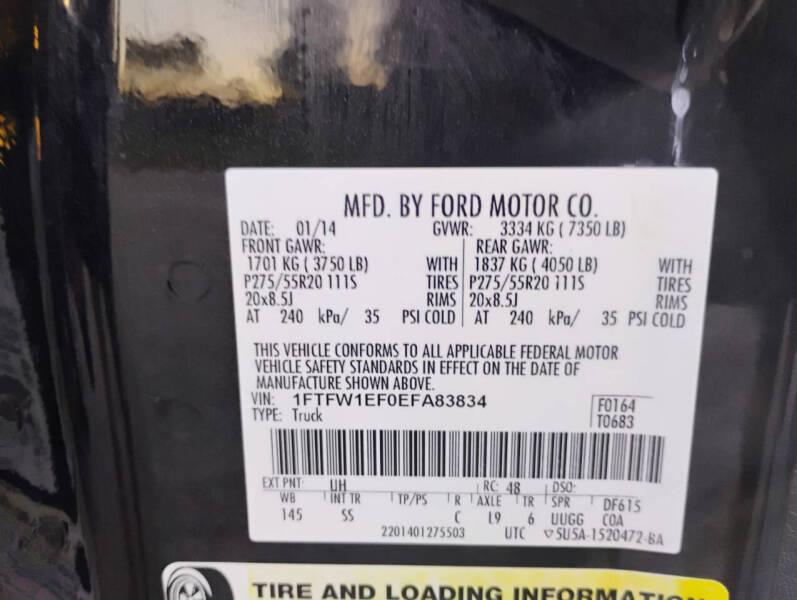 MFD. BY FORD MOTOR CO.
DATE: 01/14 GVWR: 3334 KG ( 7350 LB)
FRONT GAWR: REAR GAWR:
1701 KG ( 3750 LB) WITH 1837 KG ( 4050 LB) WITH
P275/55R20 111S TIRES P275/55R20 111S TIRES
20x8.5J RIMS 20x8.5J RIMS
AT 240 kPa/ 35 PSI COLD AT 240 kPa/ 35 PSI COLD
THIS VEHICLE CONFORMS TO ALL APPLICABLE FEDERAL MOTOR
VEHICLE SAFETY STANDARDS IN EFFECT ON THE DATE OF
MANUFACTURE SHOWN ABOVE.
VIN: 1FTFW1EF0EFA83834 F0164
TYPE: Truck T0683
EXT PNT: UH RC: 48 DSO:
WB INT TR TP/PS R AXLE TR SPR DF615
145 SS C L9 6 UUGG COA
2201401275503 UTC ▽5U5A-1520472-BA
TIRE AND LOADING INFORMATION